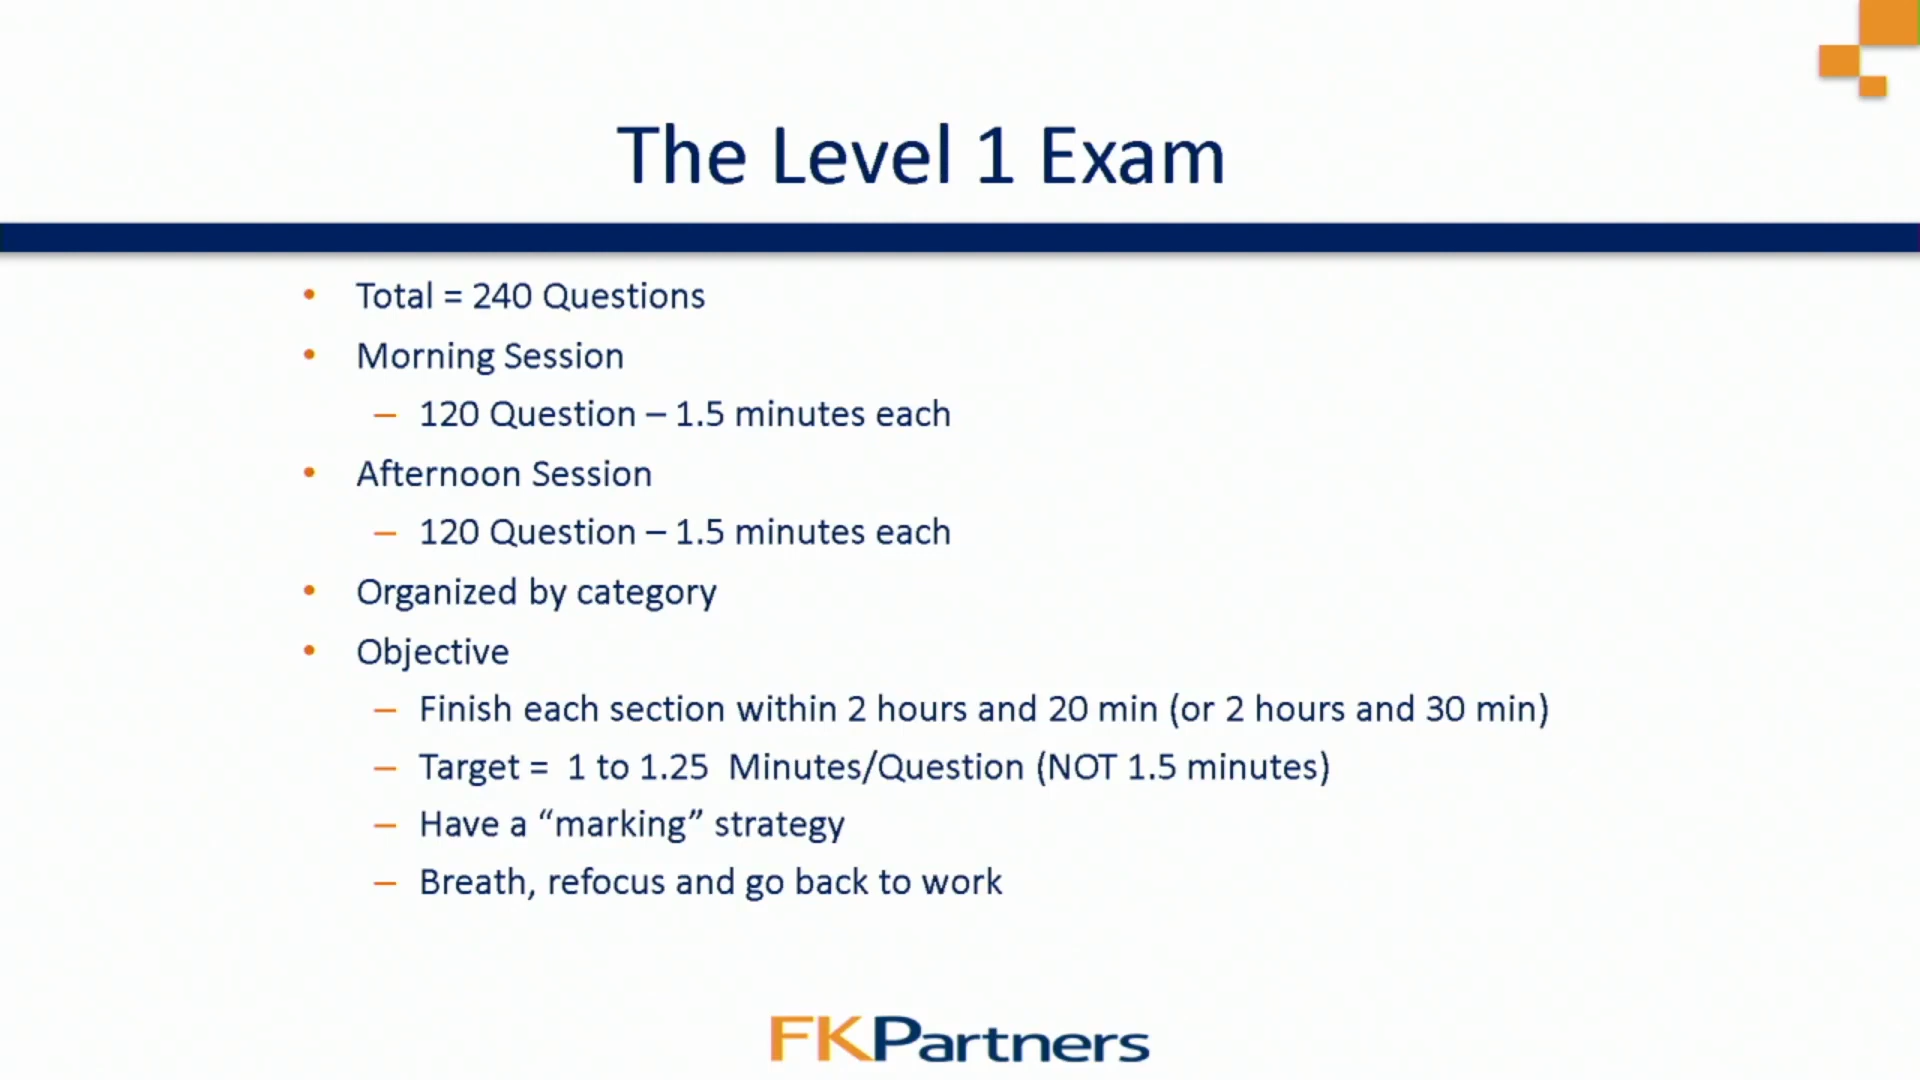 The Level 1 Exam
• Total = 240 Questions
• Morning Session
– 120 Question – 1.5 minutes each
• Afternoon Session
– 120 Question – 1.5 minutes each
• Organized by category
• Objective
– Finish each section within 2 hours and 20 min (or 2 hours and 30 min)
– Target = 1 to 1.25 Minutes/Question (NOT 1.5 minutes)
– Have a “marking” strategy
– Breath, refocus and go back to work
FKPartners